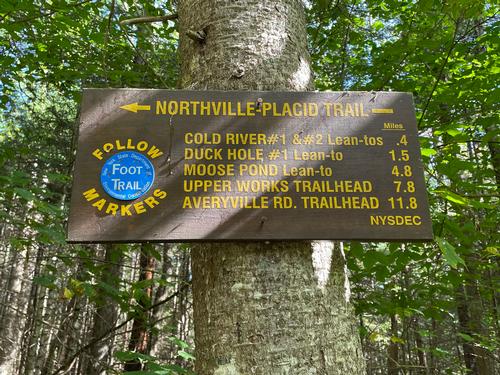 NORTHVILLE-PLACID TRAIL
Miles
COLD RIVER #1 & #2 Lean-tos .4
DUCK HOLE #1 Lean-to 1.5
MOOSE POND Lean-to 4.8
UPPER WORKS TRAILHEAD 7.8
AVERYVILLE RD. TRAILHEAD 11.8
NYSDEC
FOLLOW
FOOT
TRAIL
MARKERS